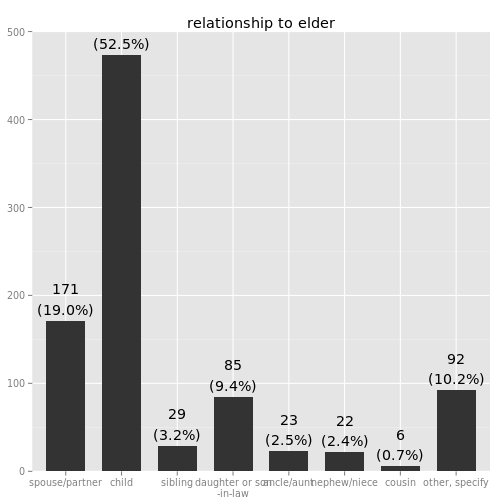 relationship to elder
500
400
300
200
100
0
171
(19.0%)
(52.5%)
29
(3.2%)
85
(9.4%)
23
(2.5%)
22
(2.4%)
6
(0.7%)
92
(10.2%)
spouse/partner
child
sibling
daughter or son
-in-law
uncle/aunt
nephew/niece
cousin
other, specify